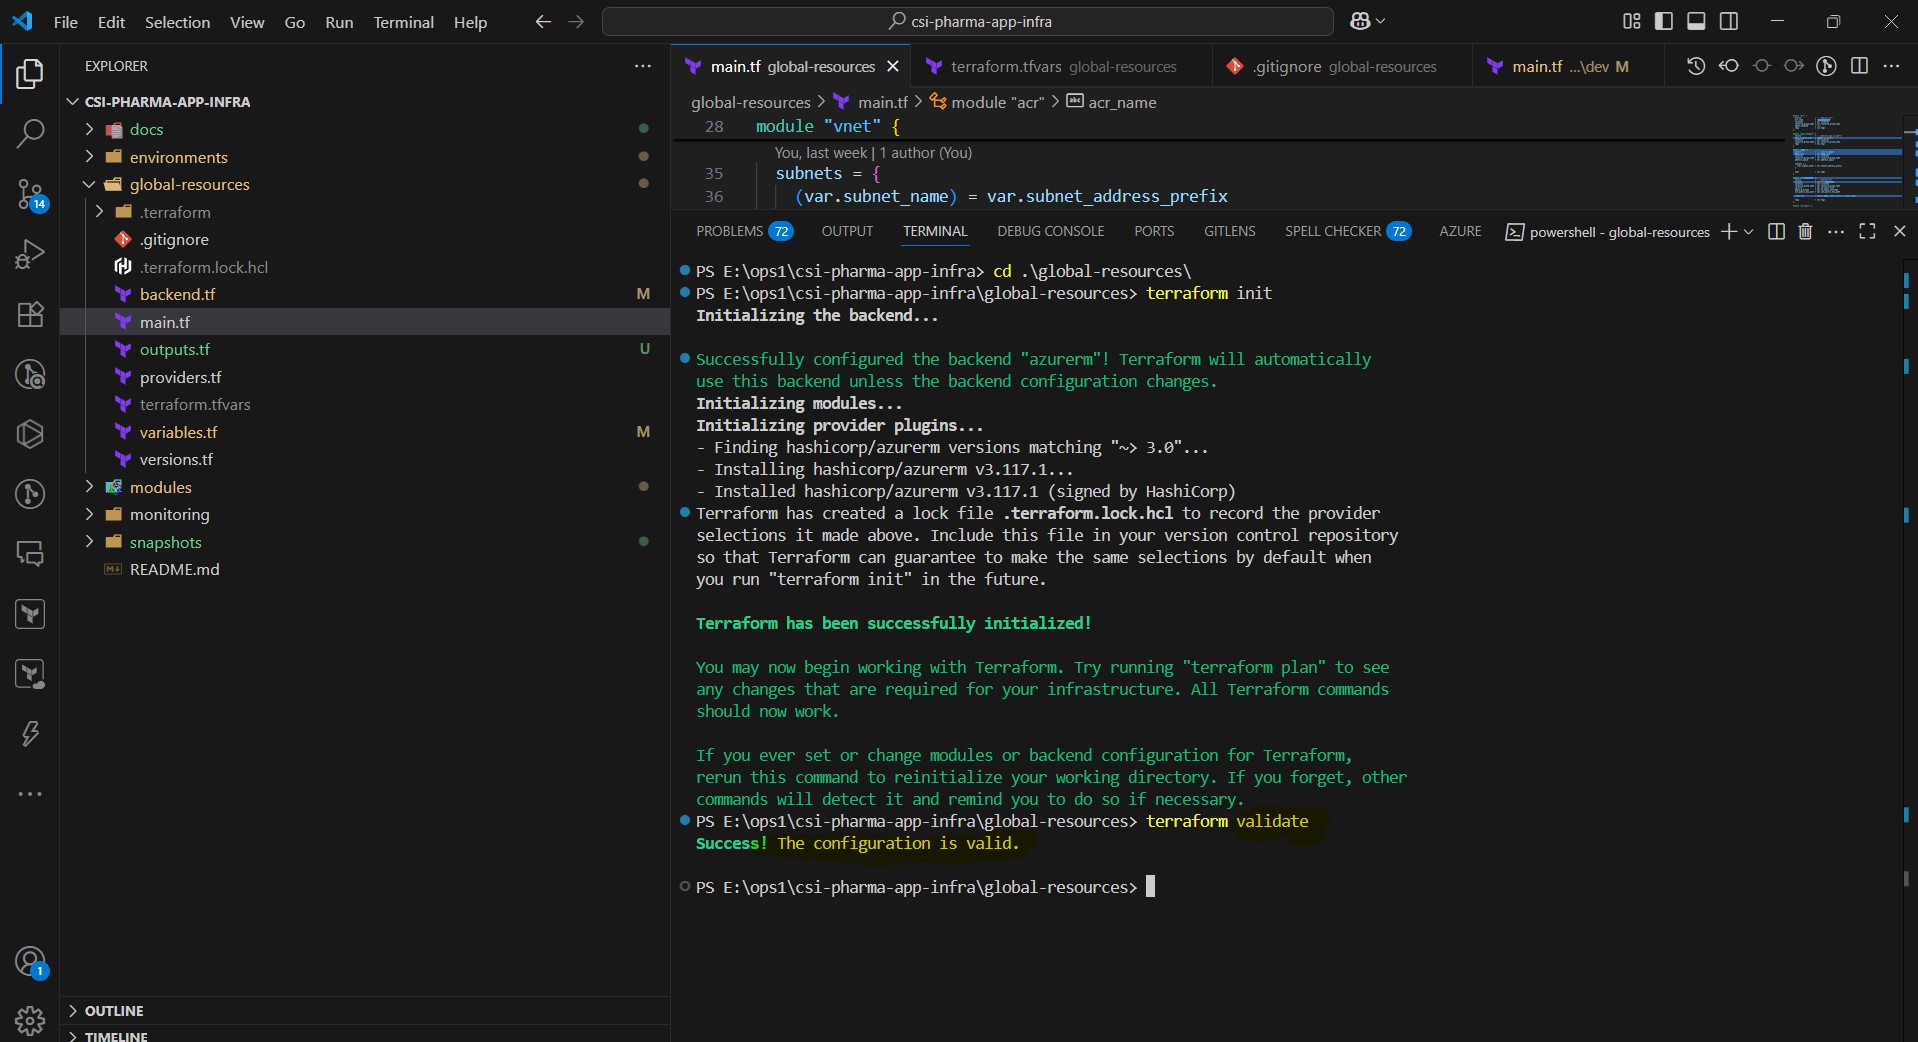 File Edit Selection View Go Run Terminal Help
csi-pharma-app-infra
EXPLORER
CSI-PHARMA-APP-INFRA
docs
environments
global-resources
.terraform
.gitignore
.terraform.lock.hcl
backend.tf M
main.tf
outputs.tf U
providers.tf
terraform.tfvars
variables.tf M
versions.tf
modules
monitoring
snapshots
README.md
OUTLINE
TIMELINE
14
1
main.tf global-resources
terraform.tfvars global-resources
.gitignore global-resources
main.tf ...\dev M
global-resources > main.tf > module "acr" > acr_name
28 module "vnet" {
You, last week | 1 author (You)
35 subnets = {
36 (var.subnet_name) = var.subnet_address_prefix
PROBLEMS 72 OUTPUT TERMINAL DEBUG CONSOLE PORTS GITLENS SPELL CHECKER 72 AZURE powershell - global-resources
PS E:\ops1\csi-pharma-app-infra> cd .\global-resources\
PS E:\ops1\csi-pharma-app-infra\global-resources> terraform init
Initializing the backend...
Successfully configured the backend "azurerm"! Terraform will automatically
use this backend unless the backend configuration changes.
Initializing modules...
Initializing provider plugins...
- Finding hashicorp/azurerm versions matching "~> 3.0"...
- Installing hashicorp/azurerm v3.117.1...
- Installed hashicorp/azurerm v3.117.1 (signed by HashiCorp)
Terraform has created a lock file .terraform.lock.hcl to record the provider
selections it made above. Include this file in your version control repository
so that Terraform can guarantee to make the same selections by default when
you run "terraform init" in the future.
Terraform has been successfully initialized!
You may now begin working with Terraform. Try running "terraform plan" to see
any changes that are required for your infrastructure. All Terraform commands
should now work.
If you ever set or change modules or backend configuration for Terraform,
rerun this command to reinitialize your working directory. If you forget, other
commands will detect it and remind you to do so if necessary.
PS E:\ops1\csi-pharma-app-infra\global-resources> terraform validate
Success! The configuration is valid.
PS E:\ops1\csi-pharma-app-infra\global-resources>